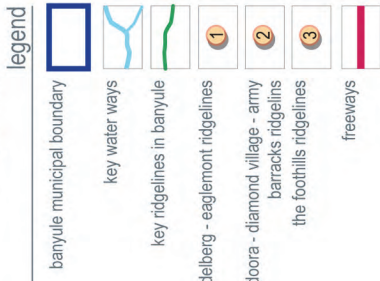 legend
banyule municipal boundary
key water ways
key ridgelines in banyule
1
delberg - eaglemont ridgelines
2
doora - diamond village - army
barracks ridgelins
3
the foothills ridgelines
freeways